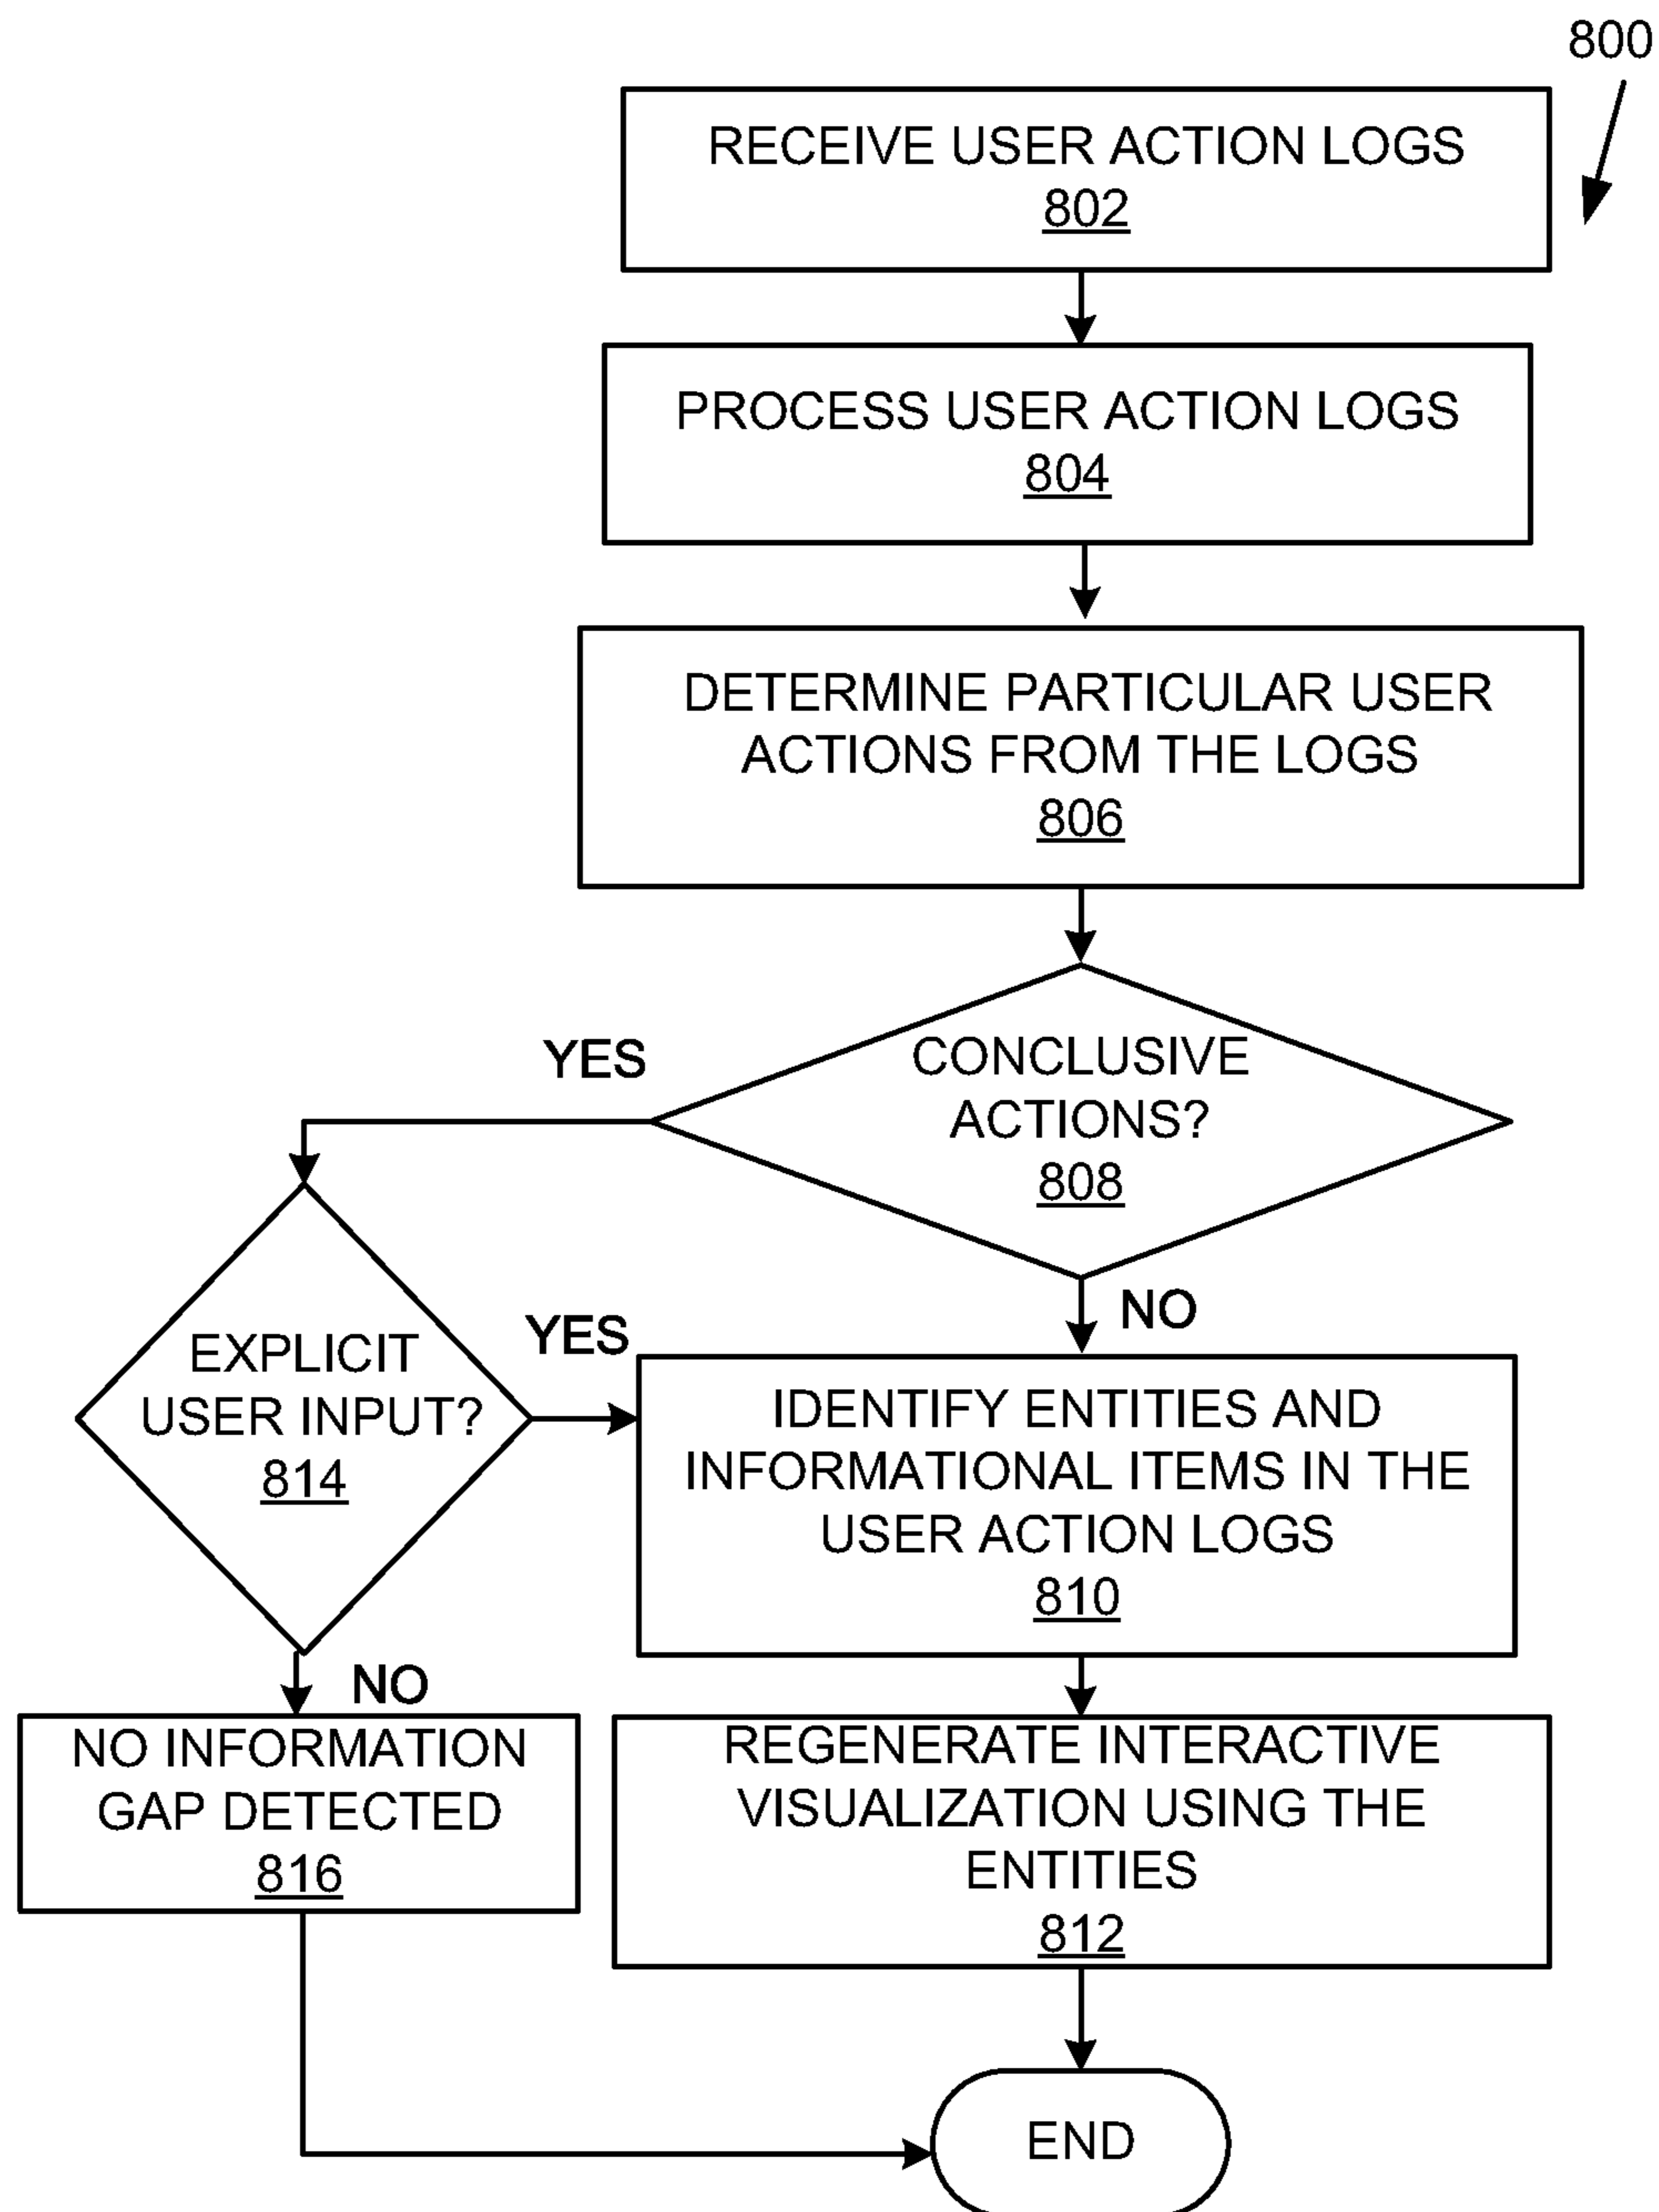 800
RECEIVE USER ACTION LOGS
802
PROCESS USER ACTION LOGS
804
DETERMINE PARTICULAR USER
ACTIONS FROM THE LOGS
806
CONCLUSIVE
ACTIONS?
808
YES
NO
EXPLICIT
USER INPUT?
814
YES
NO
IDENTIFY ENTITIES AND
INFORMATIONAL ITEMS IN THE
USER ACTION LOGS
810
NO INFORMATION
GAP DETECTED
816
REGENERATE INTERACTIVE
VISUALIZATION USING THE
ENTITIES
812
END